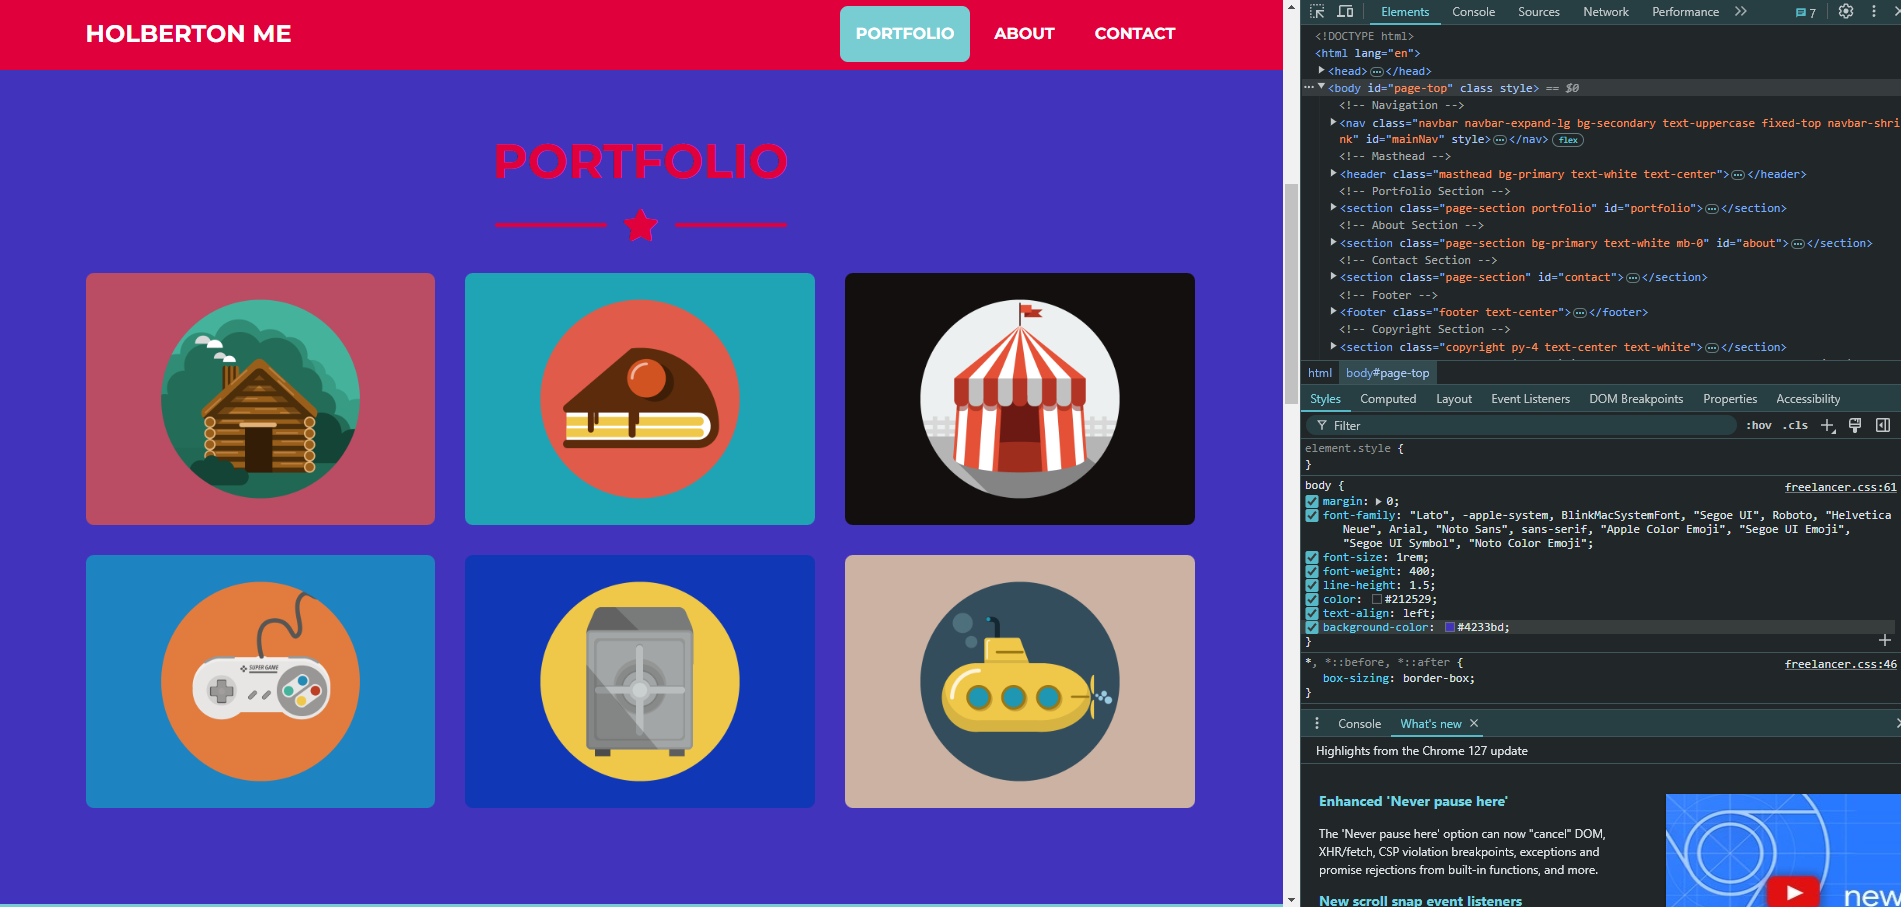 HOLBERTON ME
PORTFOLIO
ABOUT
CONTACT
PORTFOLIO
SUPER GAME
Elements
Console
Sources
Network
Performance
7
<!DOCTYPE html>
<html lang="en">
<head> </head>
<body id="page-top" class style> == $0
<!-- Navigation -->
<nav class="navbar navbar-expand-lg bg-secondary text-uppercase fixed-top navbar-shri
nk" id="mainNav" style> </nav> flex
<!-- Masthead -->
<header class="masthead bg-primary text-white text-center"> </header>
<!-- Portfolio Section -->
<section class="page-section portfolio" id="portfolio"> </section>
<!-- About Section -->
<section class="page-section bg-primary text-white mb-0" id="about"> </section>
<!-- Contact Section -->
<section class="page-section" id="contact"> </section>
<!-- Footer -->
<footer class="footer text-center"> </footer>
<!-- Copyright Section -->
<section class="copyright py-4 text-center text-white"> </section>
html
body#page-top
Styles
Computed
Layout
Event Listeners
DOM Breakpoints
Properties
Accessibility
Filter
:hov
.cls
element.style {
}
body {
freelancer.css:61
margin: 0;
font-family: "Lato", -apple-system, BlinkMacSystemFont, "Segoe UI", Roboto, "Helvetica
Neue", Arial, "Noto Sans", sans-serif, "Apple Color Emoji", "Segoe UI Emoji",
"Segoe UI Symbol", "Noto Color Emoji";
font-size: 1rem;
font-weight: 400;
line-height: 1.5;
color: #212529;
text-align: left;
background-color: #4233bd;
}
*, *::before, *::after {
freelancer.css:46
box-sizing: border-box;
}
Console
What's new
Highlights from the Chrome 127 update
Enhanced 'Never pause here'
The 'Never pause here' option can now "cancel" DOM,
XHR/fetch, CSP violation breakpoints, exceptions and
promise rejections from built-in functions, and more.
New scroll snap event listeners
new